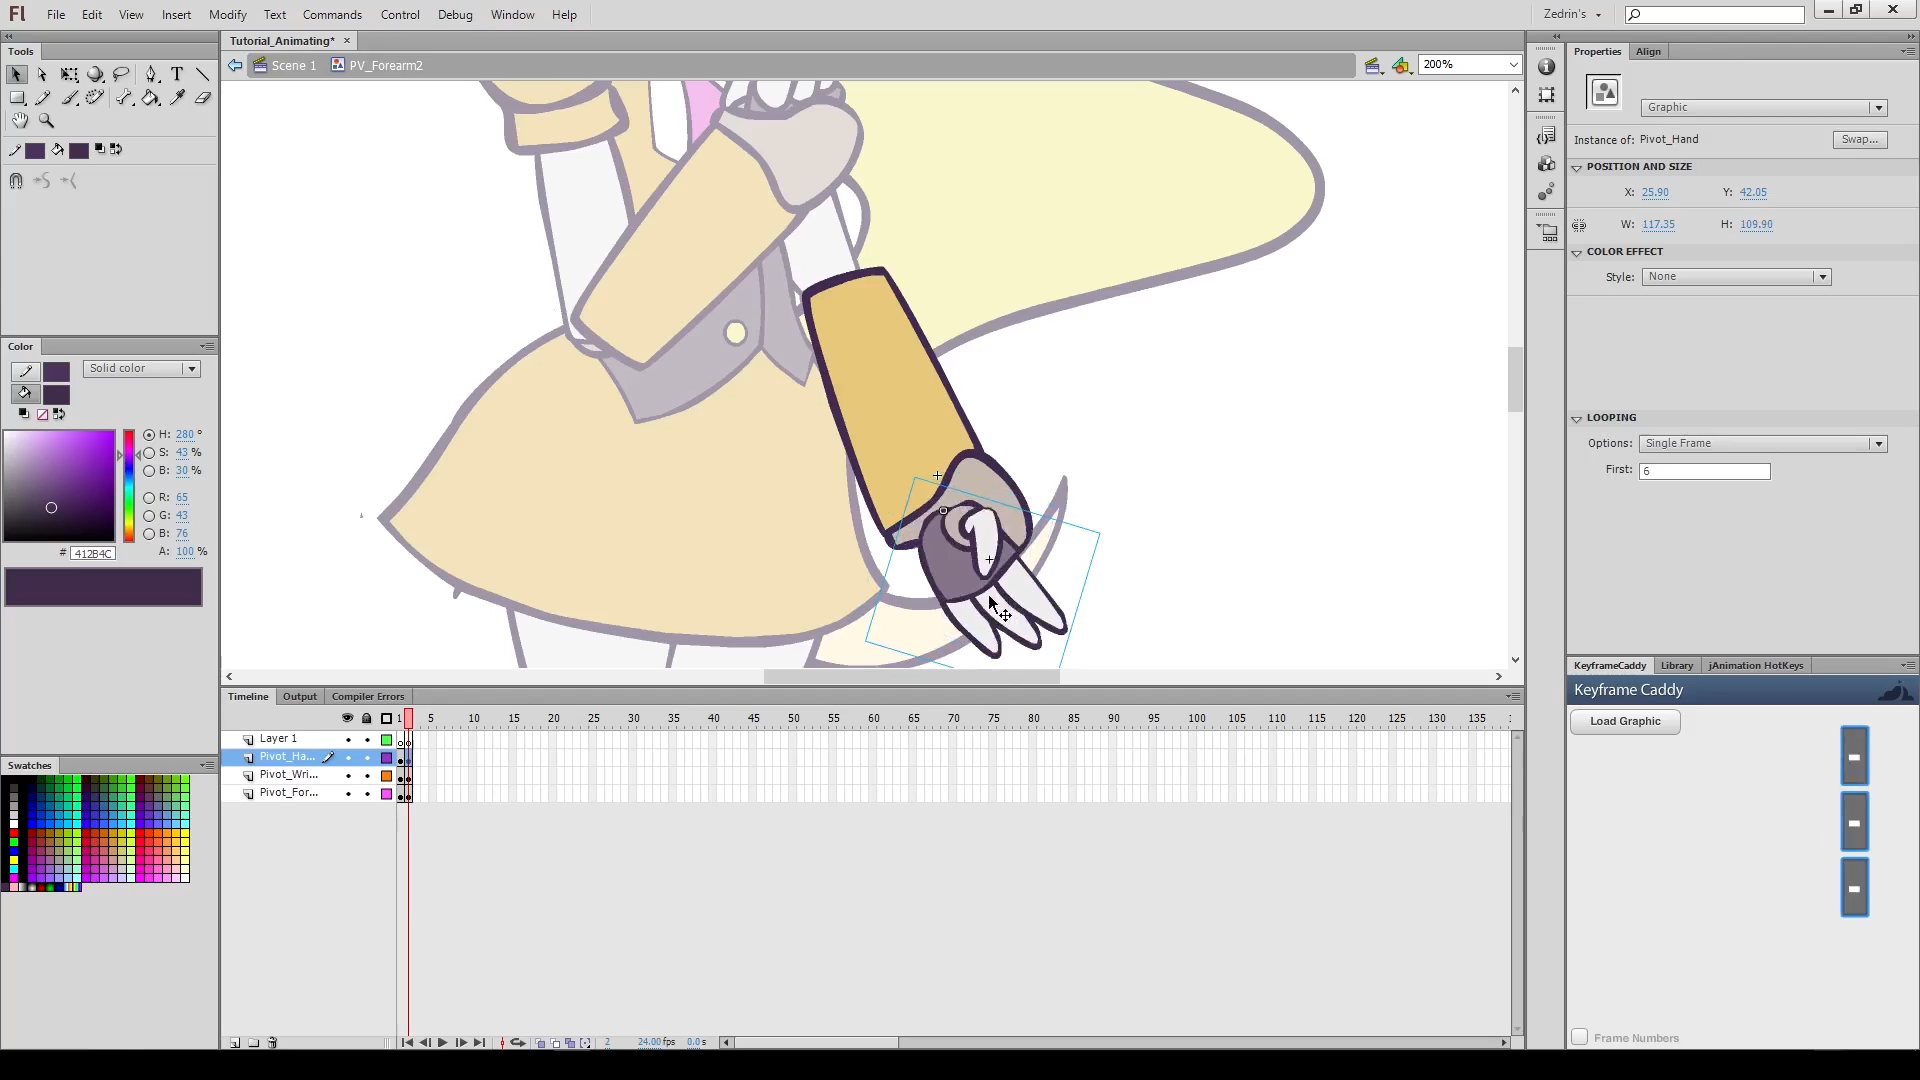 Fl File Edit View Insert Modify Text Commands Control Debug Window Help Zedrin's
Tools
Tutorial_Animating* ×
Properties Align
Scene 1 PV_Forearm2 200%
Graphic
Instance of: Pivot_Hand Swap...
POSITION AND SIZE
X: 25.90 Y: 42.05
W: 117.35 H: 109.90
COLOR EFFECT
Style: None
LOOPING
Options: Single Frame
First: 6
Color
Solid color
H: 280 °
S: 43 %
B: 30 %
R: 65
G: 43
B: 76
# 412B4C A: 100 %
KeyframeCaddy Library jAnimation HotKeys
Keyframe Caddy
Load Graphic
Frame Numbers
Timeline Output Compiler Errors
1 5 10 15 20 25 30 35 40 45 50 55 60 65 70 75 80 85 90 95 100 105 110 115 120 125 130 135
Layer 1
Pivot_Ha...
Pivot_Wri...
Pivot_For...
Swatches
2 24.00 fps 0.0 s